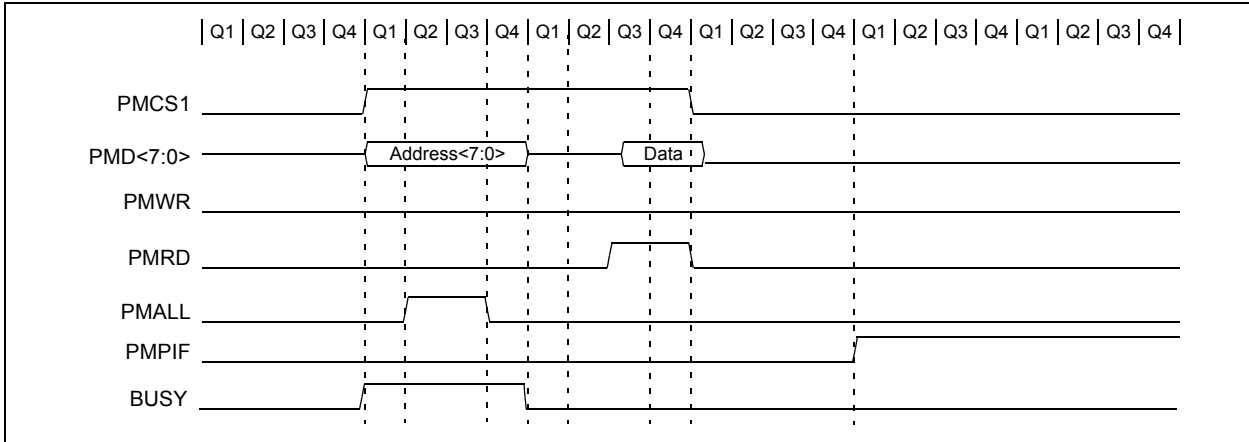 Q1 Q2 Q3 Q4 Q1 Q2 Q3 Q4 Q1 Q2 Q3 Q4 Q1 Q2 Q3 Q4 Q1 Q2 Q3 Q4 Q1 Q2 Q3 Q4
PMCS1
PMD<7:0> Address<7:0> Data
PMWR
PMRD
PMALL
PMPIF
BUSY